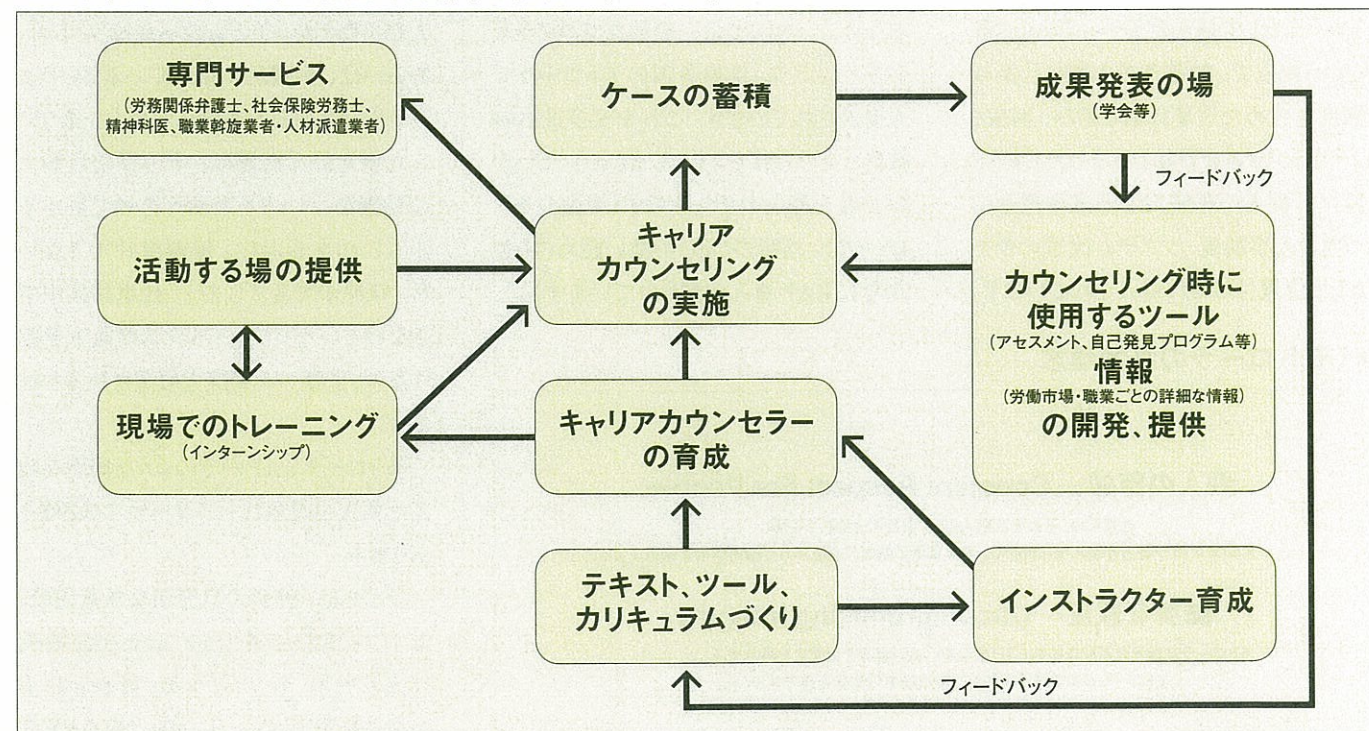 専門サービス
(労務関係弁護士、社会保険労務士、
精神科医、職業斡旋業者・人材派遣業者)
ケースの蓄積
成果発表の場
(学会等)
フィードバック
活動する場の提供
キャリア
カウンセリング
の実施
カウンセリング時に
使用するツール
(アセスメント、自己発見プログラム等)
情報
(労働市場・職業ごとの詳細な情報)
の開発、提供
現場でのトレーニング
(インターンシップ)
キャリアカウンセラー
の育成
テキスト、ツール、
カリキュラムづくり
インストラクター育成
フィードバック